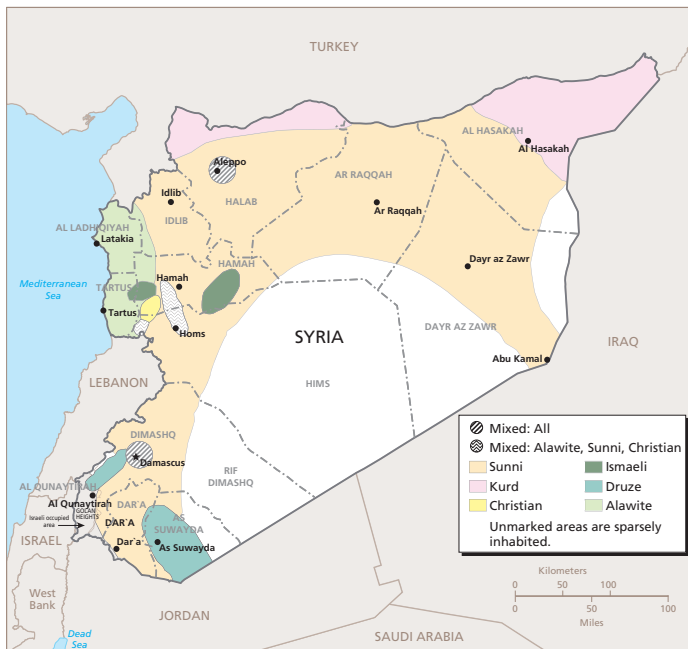 TURKEY
AL HASAKAH
Al Hasakah
Aleppo
AR RAQQAH
Idlib
HALAB
Ar Raqqah
IDLIB
AL LADHIQIYAH
Latakia
HAMAH
Dayr az Zawr
Mediterranean
Sea
TARTUS
Hamah
Tartus
Homs
SYRIA
DAYR AZ ZAWR
IRAQ
Abu Kamal
LEBANON
HIMS
DIMASHQ
Damascus
RIF
DIMASHQ
AL QUNAYTIRAH
Al Qunaytirah
GOLAN
HEIGHTS
Israeli occupied
area
DAR'A
DAR`A
AS
SUWAYDA
ISRAEL
Dar`a
As Suwayda
West
Bank
JORDAN
Dead
Sea
SAUDI ARABIA
Mixed: All
Mixed: Alawite, Sunni, Christian
Sunni
Ismaeli
Kurd
Druze
Christian
Alawite
Unmarked areas are sparsely
inhabited.
Kilometers
0 50 100
0 50 100
Miles